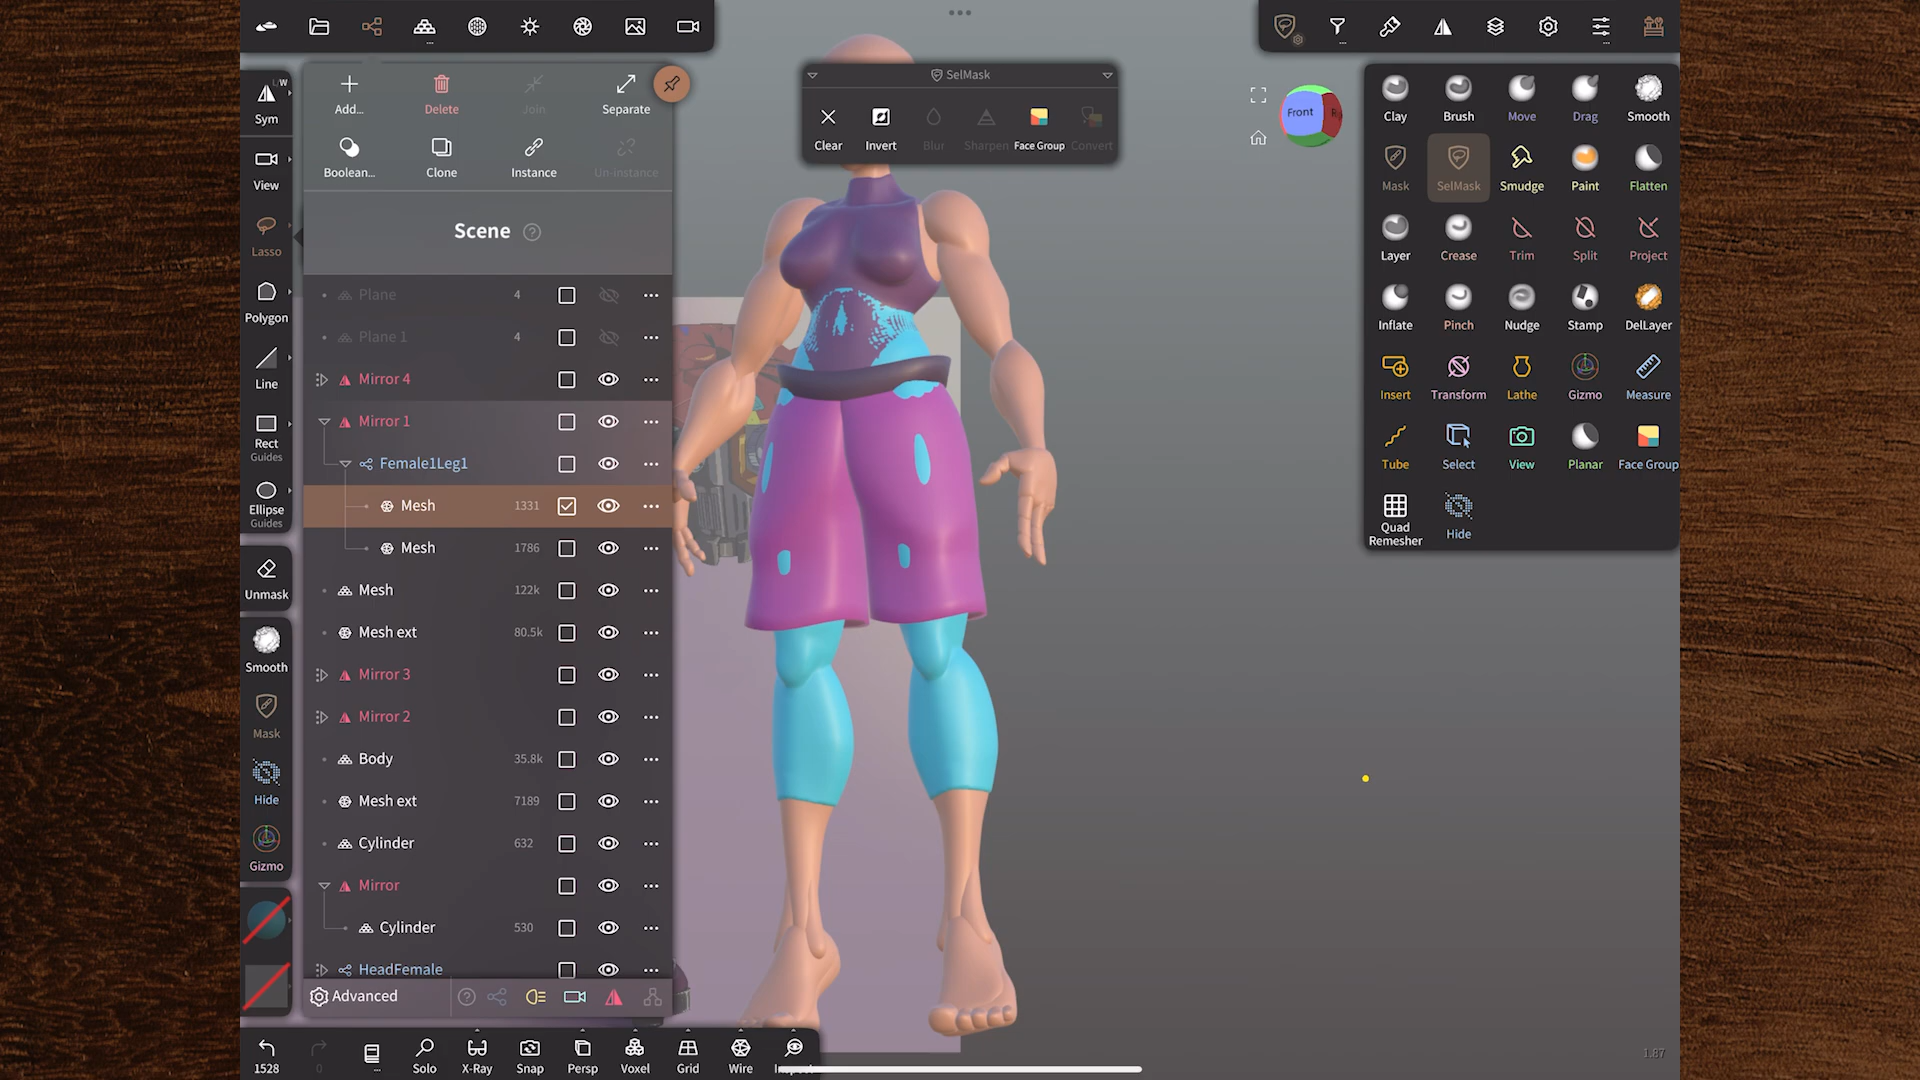 Sym
L/W
View
Lasso
Polygon
Line
Rect
Guides
Ellipse
Guides
Unmask
Smooth
Mask
Hide
Gizmo
Add...
Delete
Join
Separate
Boolean...
Clone
Instance
Un-instance
Scene
Plane 4
Plane 1 4
Mirror 4
Mirror 1
Female1Leg1
Mesh 1331
Mesh 1786
Mesh 122k
Mesh ext 80.5k
Mirror 3
Mirror 2
Body 35.8k
Mesh ext 7189
Cylinder 632
Mirror
Cylinder 530
HeadFemale
Advanced
SelMask
Clear Invert Blur Sharpen Face Group Convert
Front R
Clay Brush Move Drag Smooth
Mask SelMask Smudge Paint Flatten
Layer Crease Trim Split Project
Inflate Pinch Nudge Stamp DelLayer
Insert Transform Lathe Gizmo Measure
Tube Select View Planar Face Group
Quad
Remesher
Hide
1528 0 Solo X-Ray Snap Persp Voxel Grid Wire
1.87